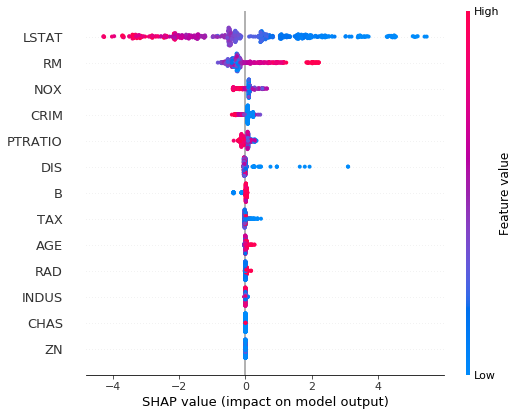 High
LSTAT
RM
NOX
CRIM
PTRATIO
DIS
B
TAX
AGE
RAD
INDUS
CHAS
ZN
Feature value
Low
−4 −2 0 2 4
SHAP value (impact on model output)